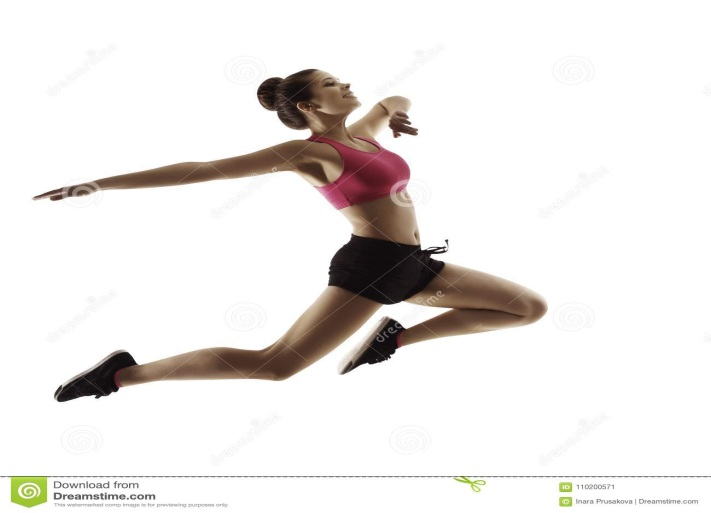 dreamstime
Download from
Dreamstime.com
This watermarked comp image is for previewing purposes only.
ID 110200571
© Inara Prusakova | Dreamstime.com